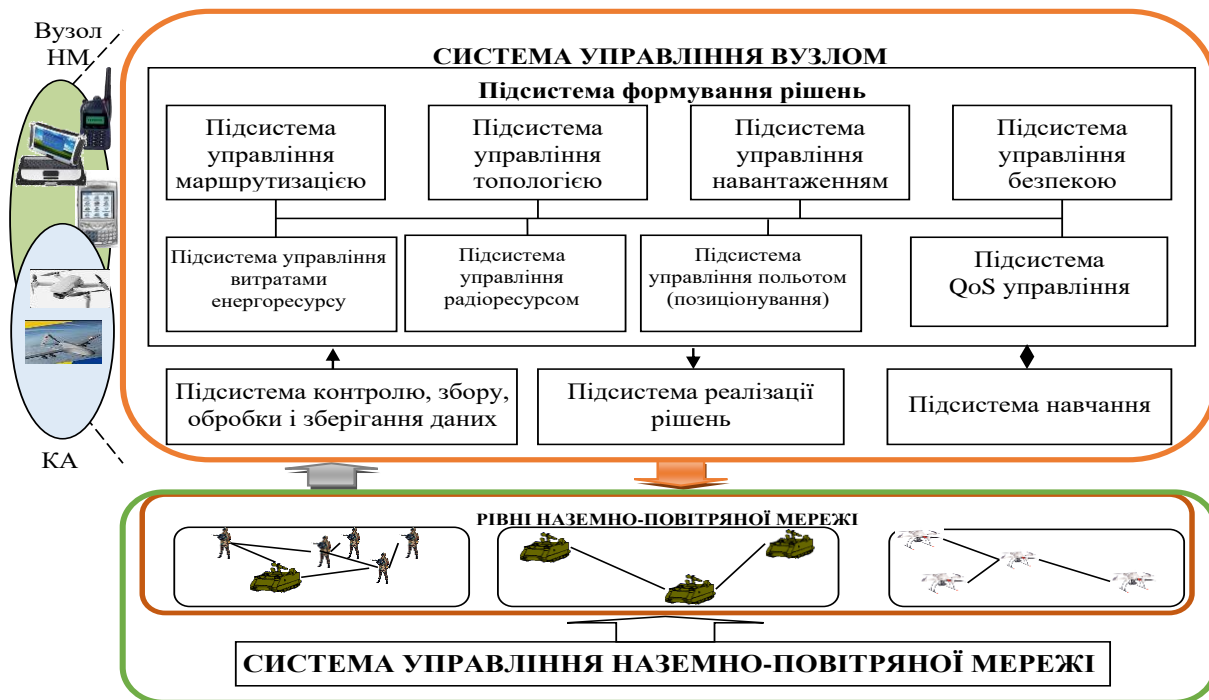 Вузол
НМ
СИСТЕМА УПРАВЛІННЯ ВУЗЛОМ
Підсистема формування рішень
Підсистема
управління
маршрутизацією
Підсистема
управління
топологією
Підсистема
управління
навантаженням
Підсистема
управління
безпекою
Підсистема управління
витратами
енергоресурсу
Підсистема
управління
радіоресурсом
Підсистема
управління польотом
(позиціонування)
Підсистема
QoS управління
Підсистема контролю, збору,
обробки і зберігання даних
Підсистема реалізації
рішень
Підсистема навчання
КА
РІВНІ НАЗЕМНО-ПОВІТРЯНОЇ МЕРЕЖІ
СИСТЕМА УПРАВЛІННЯ НАЗЕМНО-ПОВІТРЯНОЇ МЕРЕЖІ